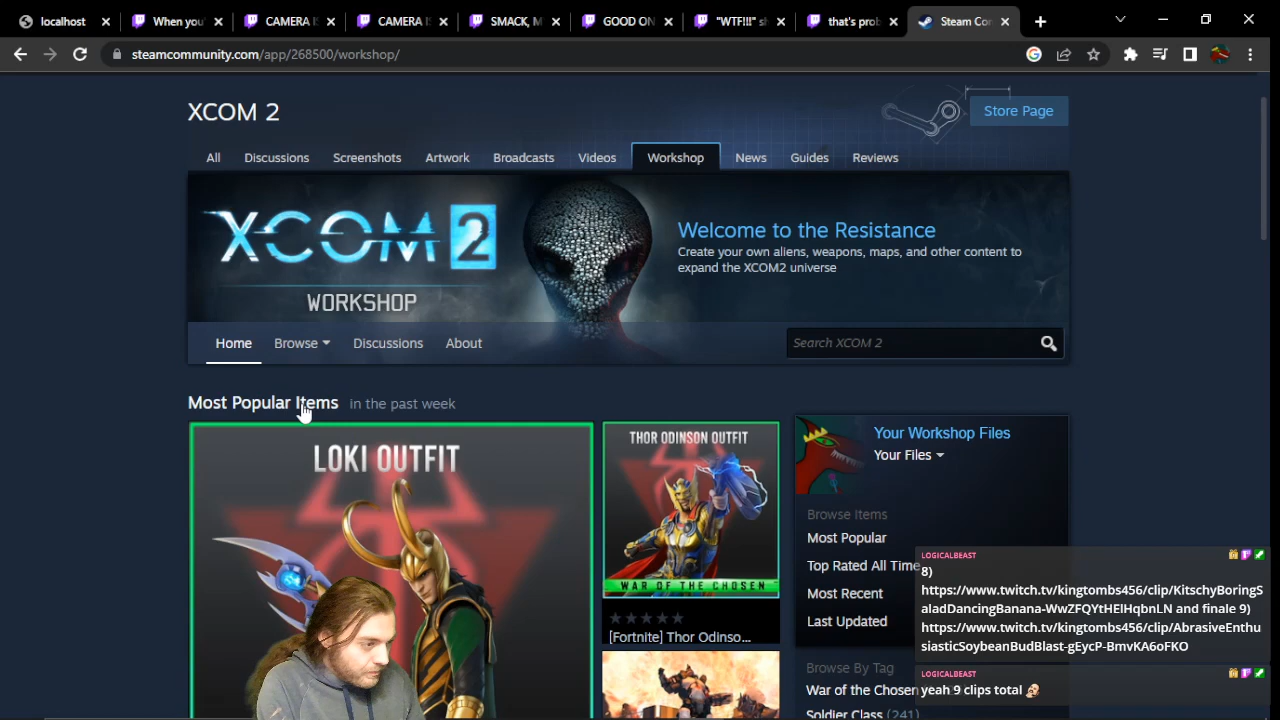 localhost
When you'
CAMERA I
CAMERA I
SMACK, M
GOOD ON
"WTF!!!" s
that's prob
Steam Co
steamcommunity.com/app/268500/workshop/
XCOM 2
Store Page
All
Discussions
Screenshots
Artwork
Broadcasts
Videos
Workshop
News
Guides
Reviews
XCOM 2
WORKSHOP
Welcome to the Resistance
Create your own aliens, weapons, maps, and other content to
expand the XCOM2 universe
Home
Browse
Discussions
About
Search XCOM 2
Most Popular Items in the past week
LOKI OUTFIT
THOR ODINSON OUTFIT
WAR OF THE CHOSEN
[Fortnite] Thor Odinso...
Your Workshop Files
Your Files
Browse Items
Most Popular
Top Rated All Time
Most Recent
Last Updated
Browse By Tag
War of the Chosen
Soldier Class (241)
LOGICALBEAST
8)
https://www.twitch.tv/kingtombs456/clip/KitschyBoringS
aladDancingBanana-WwZFQYtHElHqbnLN and finale 9)
https://www.twitch.tv/kingtombs456/clip/AbrasiveEnthu
siasticSoybeanBudBlast-gEycP-BmvKA6oFKO
LOGICALBEAST
yeah 9 clips total